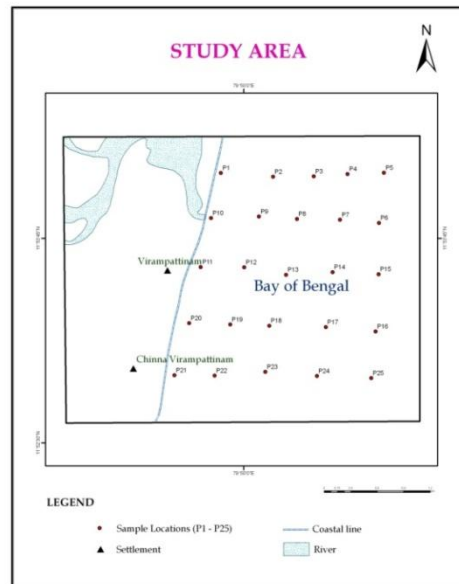 STUDY AREA
N
P1
P2
P3
P4
P5
P10
P9
P8
P7
P6
Virampattinam
P11
P12
P13
P14
P15
Bay of Bengal
P20
P19
P18
P17
P16
Chinna Virampattinam
P21
P22
P23
P24
P25
LEGEND
Sample Locations (P1 - P25)
Coastal line
Settlement
River